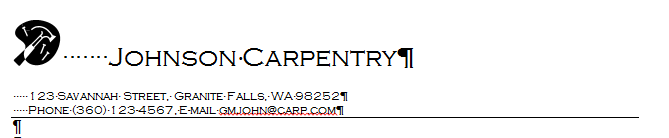 Johnson Carpentry¶
123 Savannah Street, Granite Falls, WA 98252¶
Phone (360) 123-4567, E-mail gmjohn@carp.com¶
¶